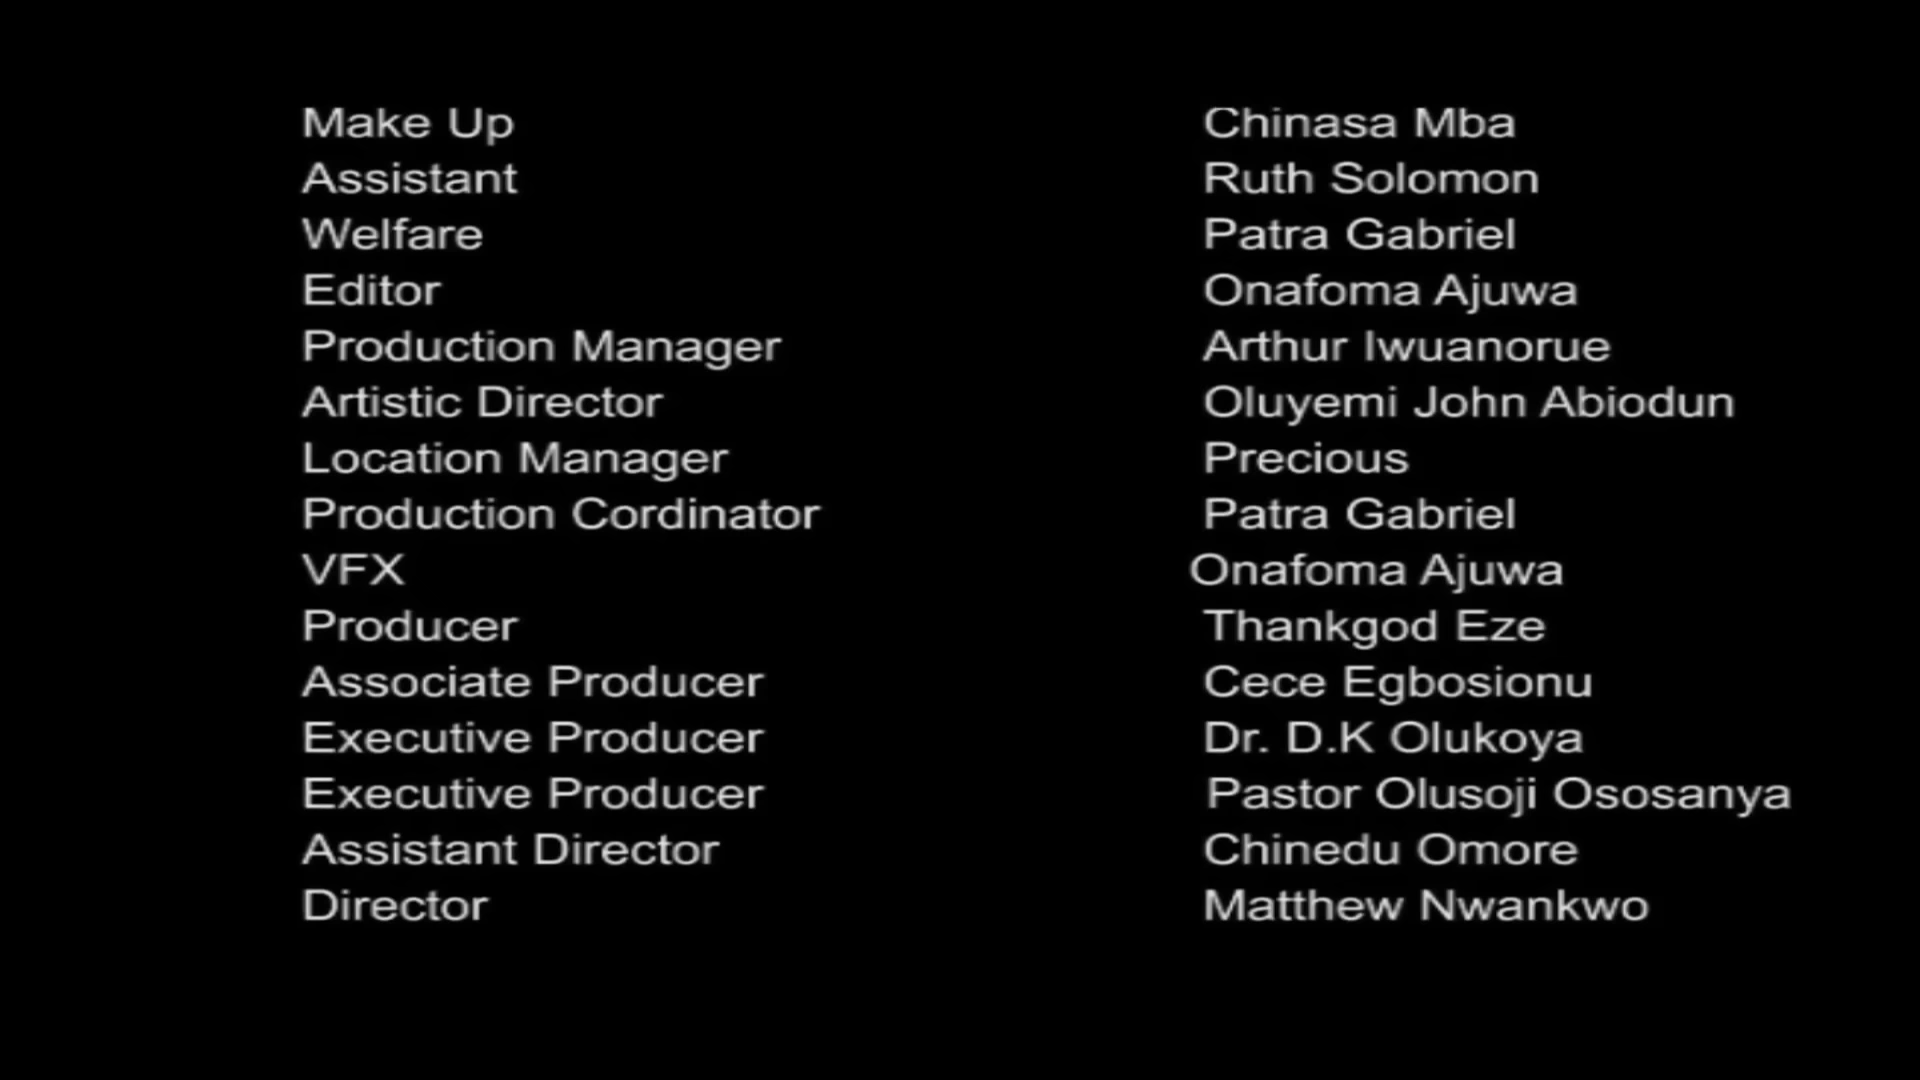 Make Up Chinasa Mba
Assistant Ruth Solomon
Welfare Patra Gabriel
Editor Onafoma Ajuwa
Production Manager Arthur Iwuanorue
Artistic Director Oluyemi John Abiodun
Location Manager Precious
Production Cordinator Patra Gabriel
VFX Onafoma Ajuwa
Producer Thankgod Eze
Associate Producer Cece Egbosionu
Executive Producer Dr. D.K Olukoya
Executive Producer Pastor Olusoji Ososanya
Assistant Director Chinedu Omore
Director Matthew Nwankwo